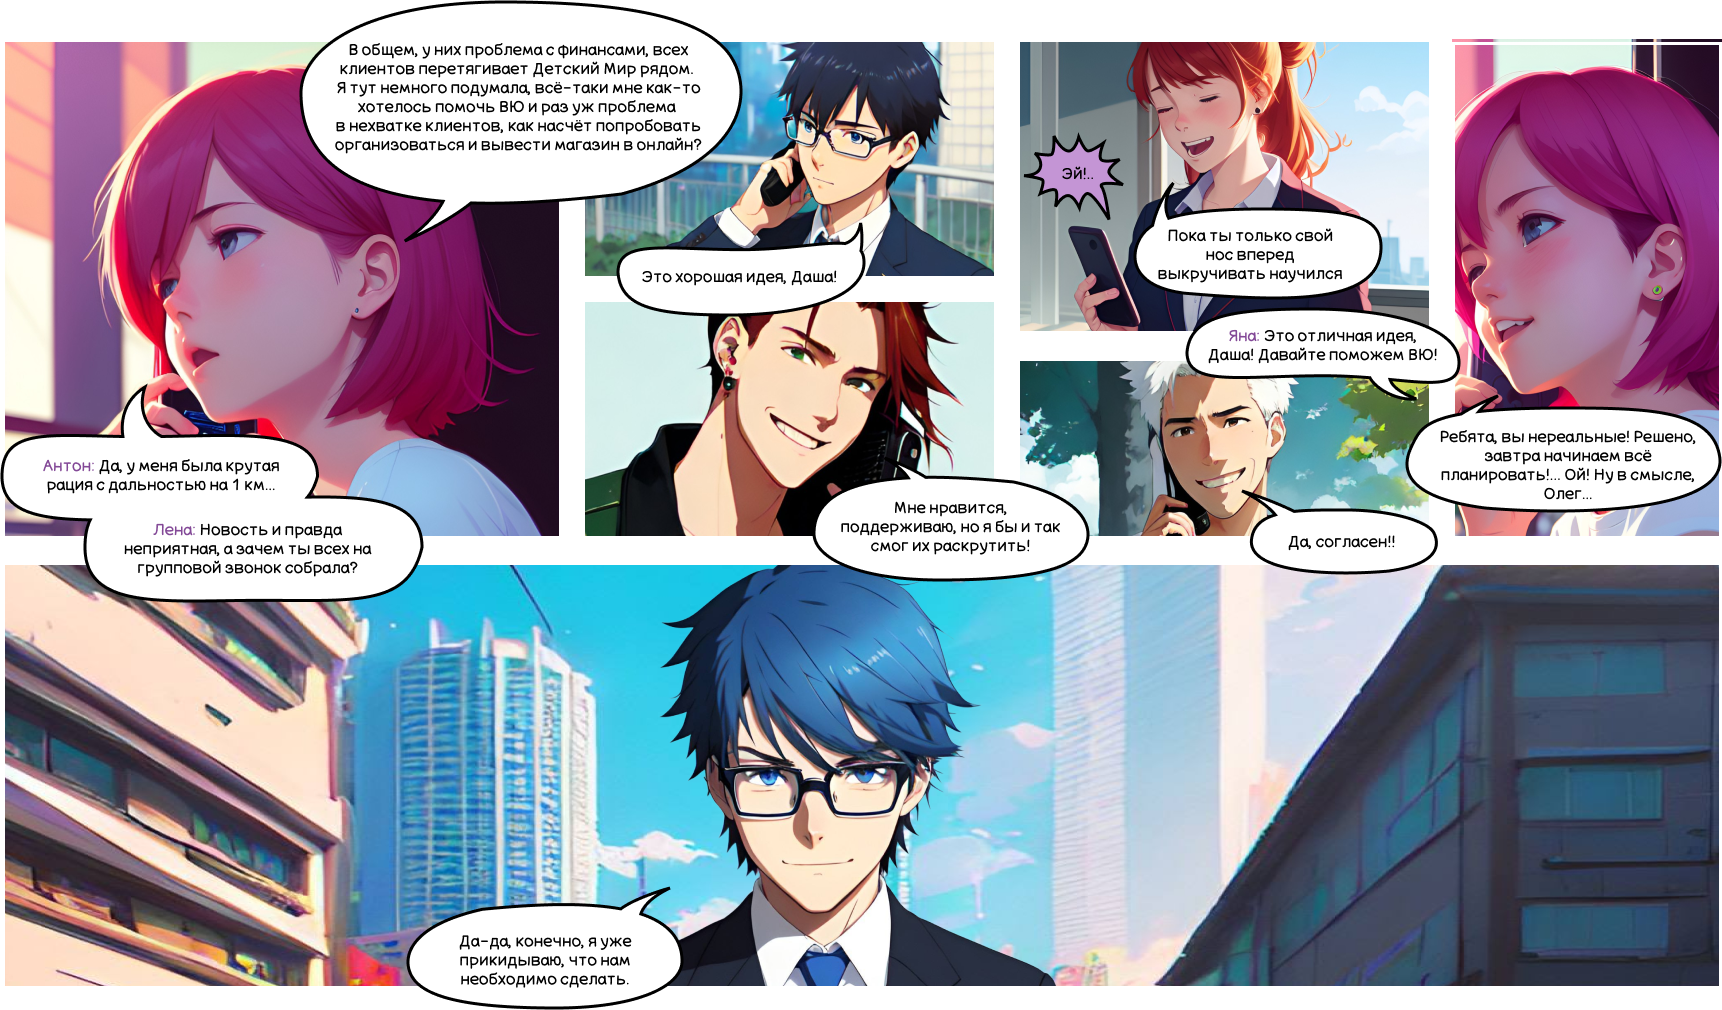 В общем, у них проблема с финансами, всех
клиентов перетягивает Детский Мир рядом.
Я тут немного подумала, всё-таки мне как-то
хотелось помочь ВЮ и раз уж проблема
в нехватке клиентов, как насчёт попробовать
организоваться и вывести магазин в онлайн?
Антон: Да, у меня была крутая
рация с дальностью на 1 км...
Лена: Новость и правда
неприятная, а зачем ты всех на
групповой звонок собрала?
Это хорошая идея, Даша!
Мне нравится,
поддерживаю, но я бы и так
смог их раскрутить!
Эй!..
Пока ты только свой
нос вперед
выкручивать научился
Яна: Это отличная идея,
Даша! Давайте поможем ВЮ!
Да, согласен!!
Ребята, вы нереальные! Решено,
завтра начинаем всё
планировать!... Ой! Ну в смысле,
Олег...
Да-да, конечно, я уже
прикидываю, что нам
необходимо сделать.